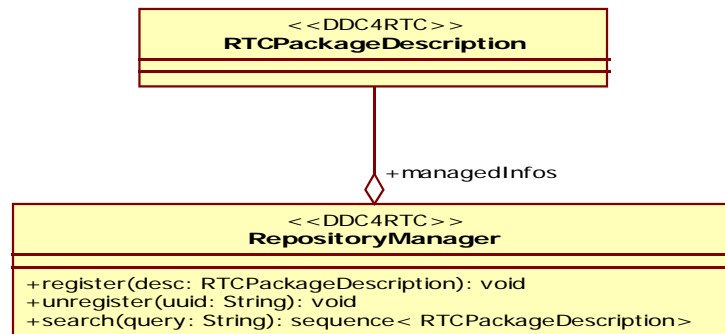 <<DDC4RTC>>
RTCPackageDescription
+managedInfos
<<DDC4RTC>>
RepositoryManager
+register(desc: RTCPackageDescription): void
+unregister(uuid: String): void
+search(query: String): sequence< RTCPackageDescription>